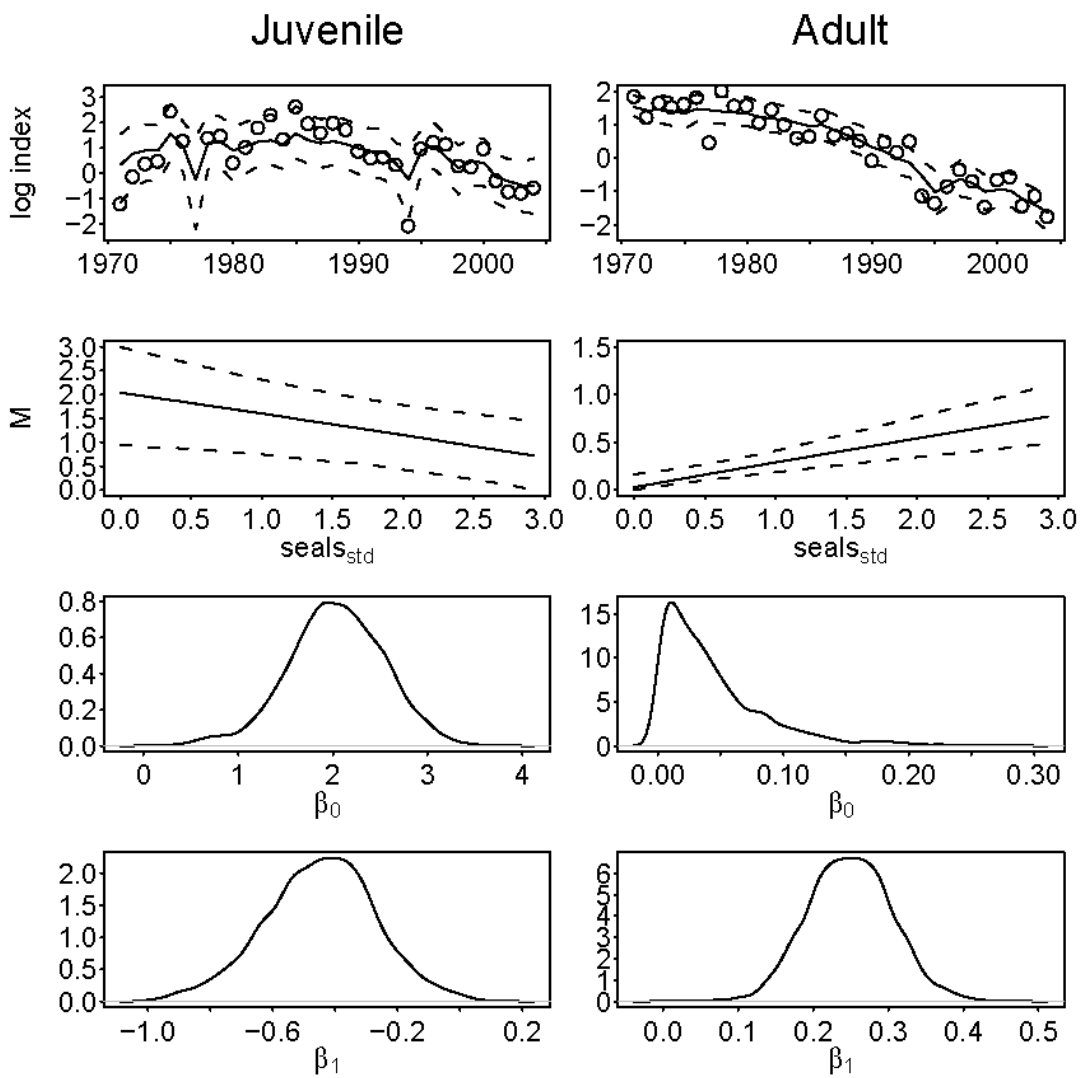 Juvenile Adult
log index
3
2
1
0
−1
−2
1970 1980 1990 2000
2
1
0
−1
−2
1970 1980 1990 2000
M
3.0
2.5
2.0
1.5
1.0
0.5
0.0
0.0 0.5 1.0 1.5 2.0 2.5 3.0
seals_std
1.5
1.0
0.5
0.0
0.0 0.5 1.0 1.5 2.0 2.5 3.0
seals_std
0.8
0.6
0.4
0.2
0.0
0 1 2 3 4
β₀
15
10
5
0
0.00 0.10 0.20 0.30
β₀
2.0
1.5
1.0
0.5
0.0
−1.0 −0.6 −0.2 0.2
β₁
6
5
4
3
2
1
0
0.0 0.1 0.2 0.3 0.4 0.5
β₁